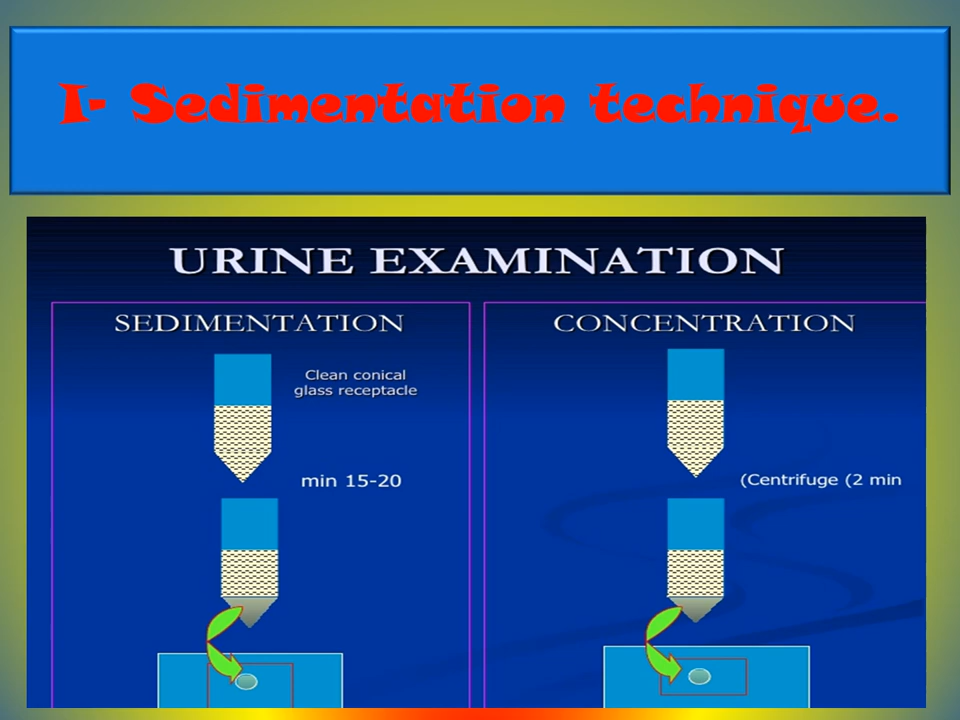 I- Sedimentation technique.
URINE EXAMINATION
SEDIMENTATION
Clean conical
glass receptacle
min 15-20
CONCENTRATION
(Centrifuge (2 min